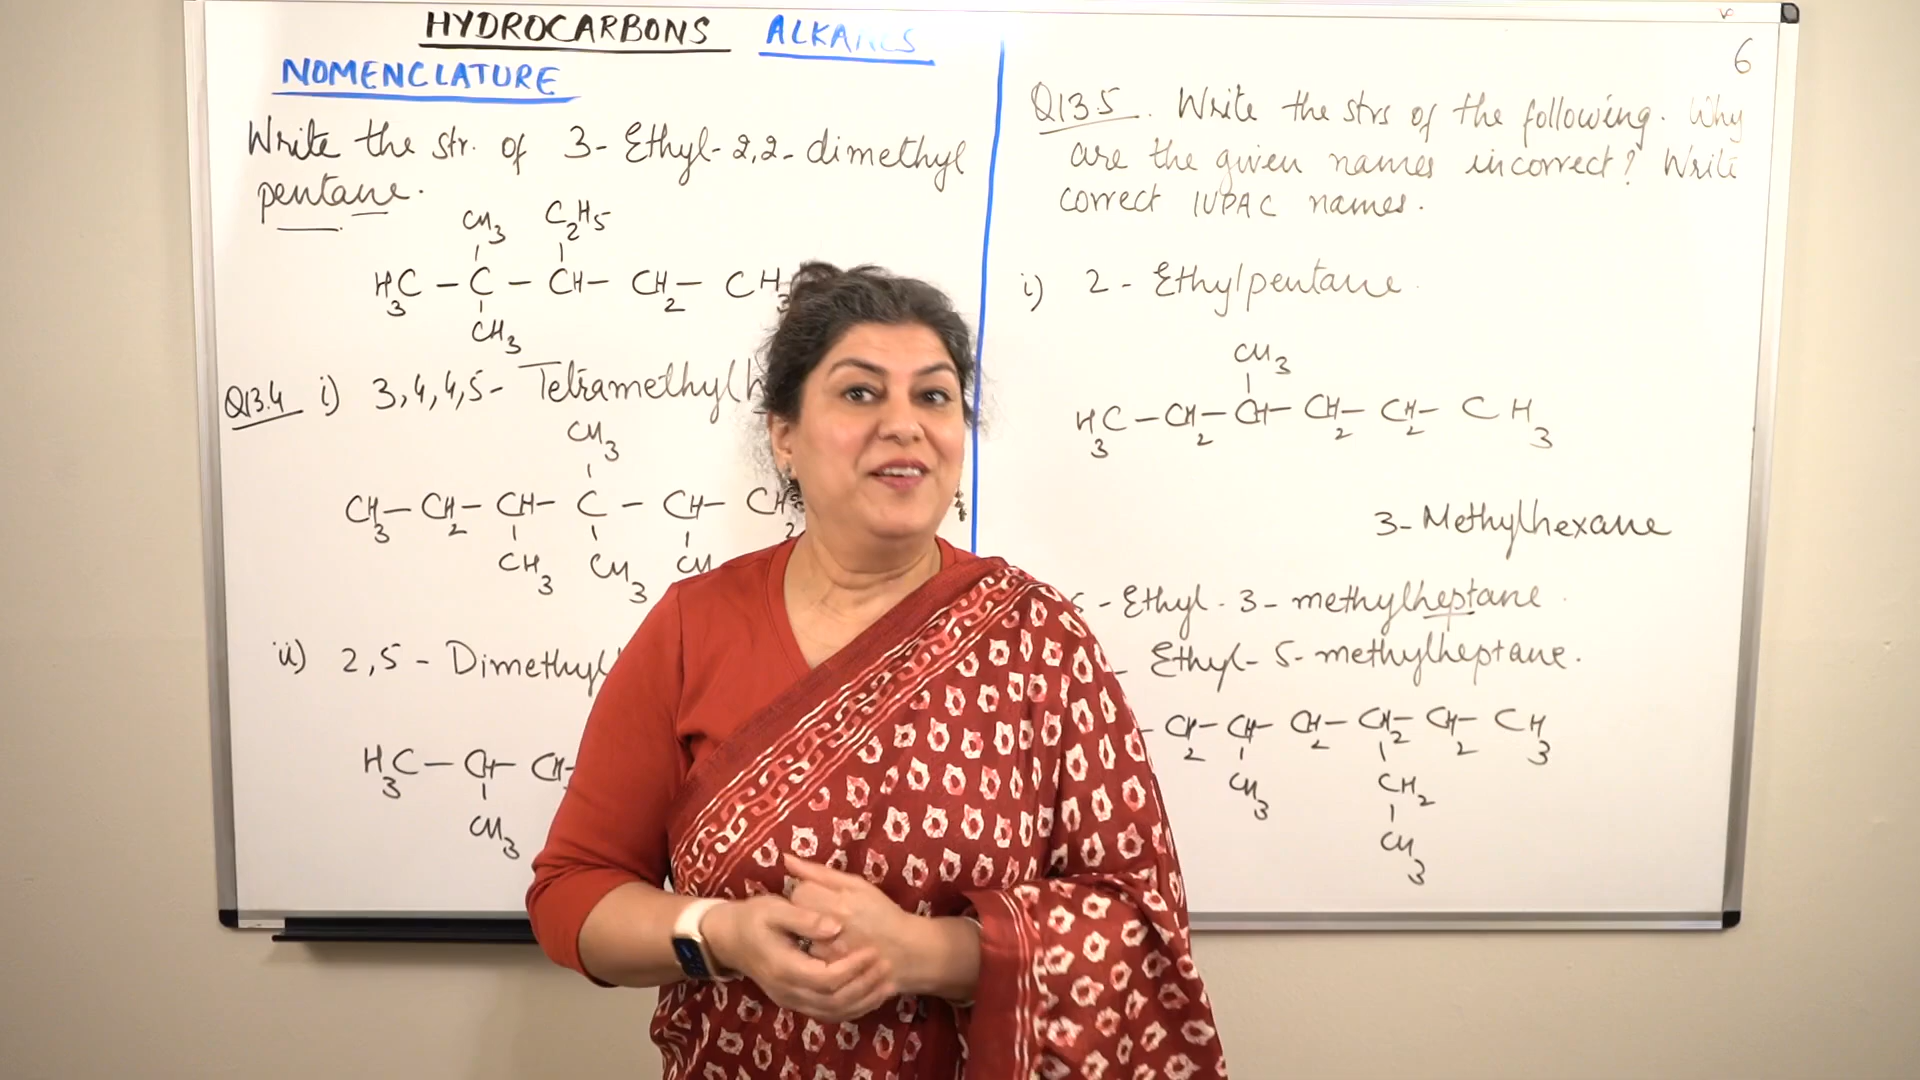 HYDROCARBONS ALKANES
NOMENCLATURE
Write the str. of 3-Ethyl-2,2-dimethyl
pentane.
CH3 C2H5
H3C - C - CH - CH2 - CH3
CH3
Q13.4 i) 3,4,4,5-Tetramethylh
CH3
CH3 - CH2 - CH - C - CH - CH2
CH3 CH3
ii) 2,5-Dimethyl
H3C - CH - CH
CH3
6
Q13.5. Write the strs of the following. Why
are the given names incorrect? Write
correct IUPAC names.
i) 2-Ethylpentane
CH3
H3C - CH2 - CH - CH2 - CH2 - CH3
3-Methylhexane
5-Ethyl-3-methylheptane.
Ethyl-5-methylheptane.
- CH2 - CH - CH2 - CH2 - CH2 - CH3
CH3 CH2
CH3